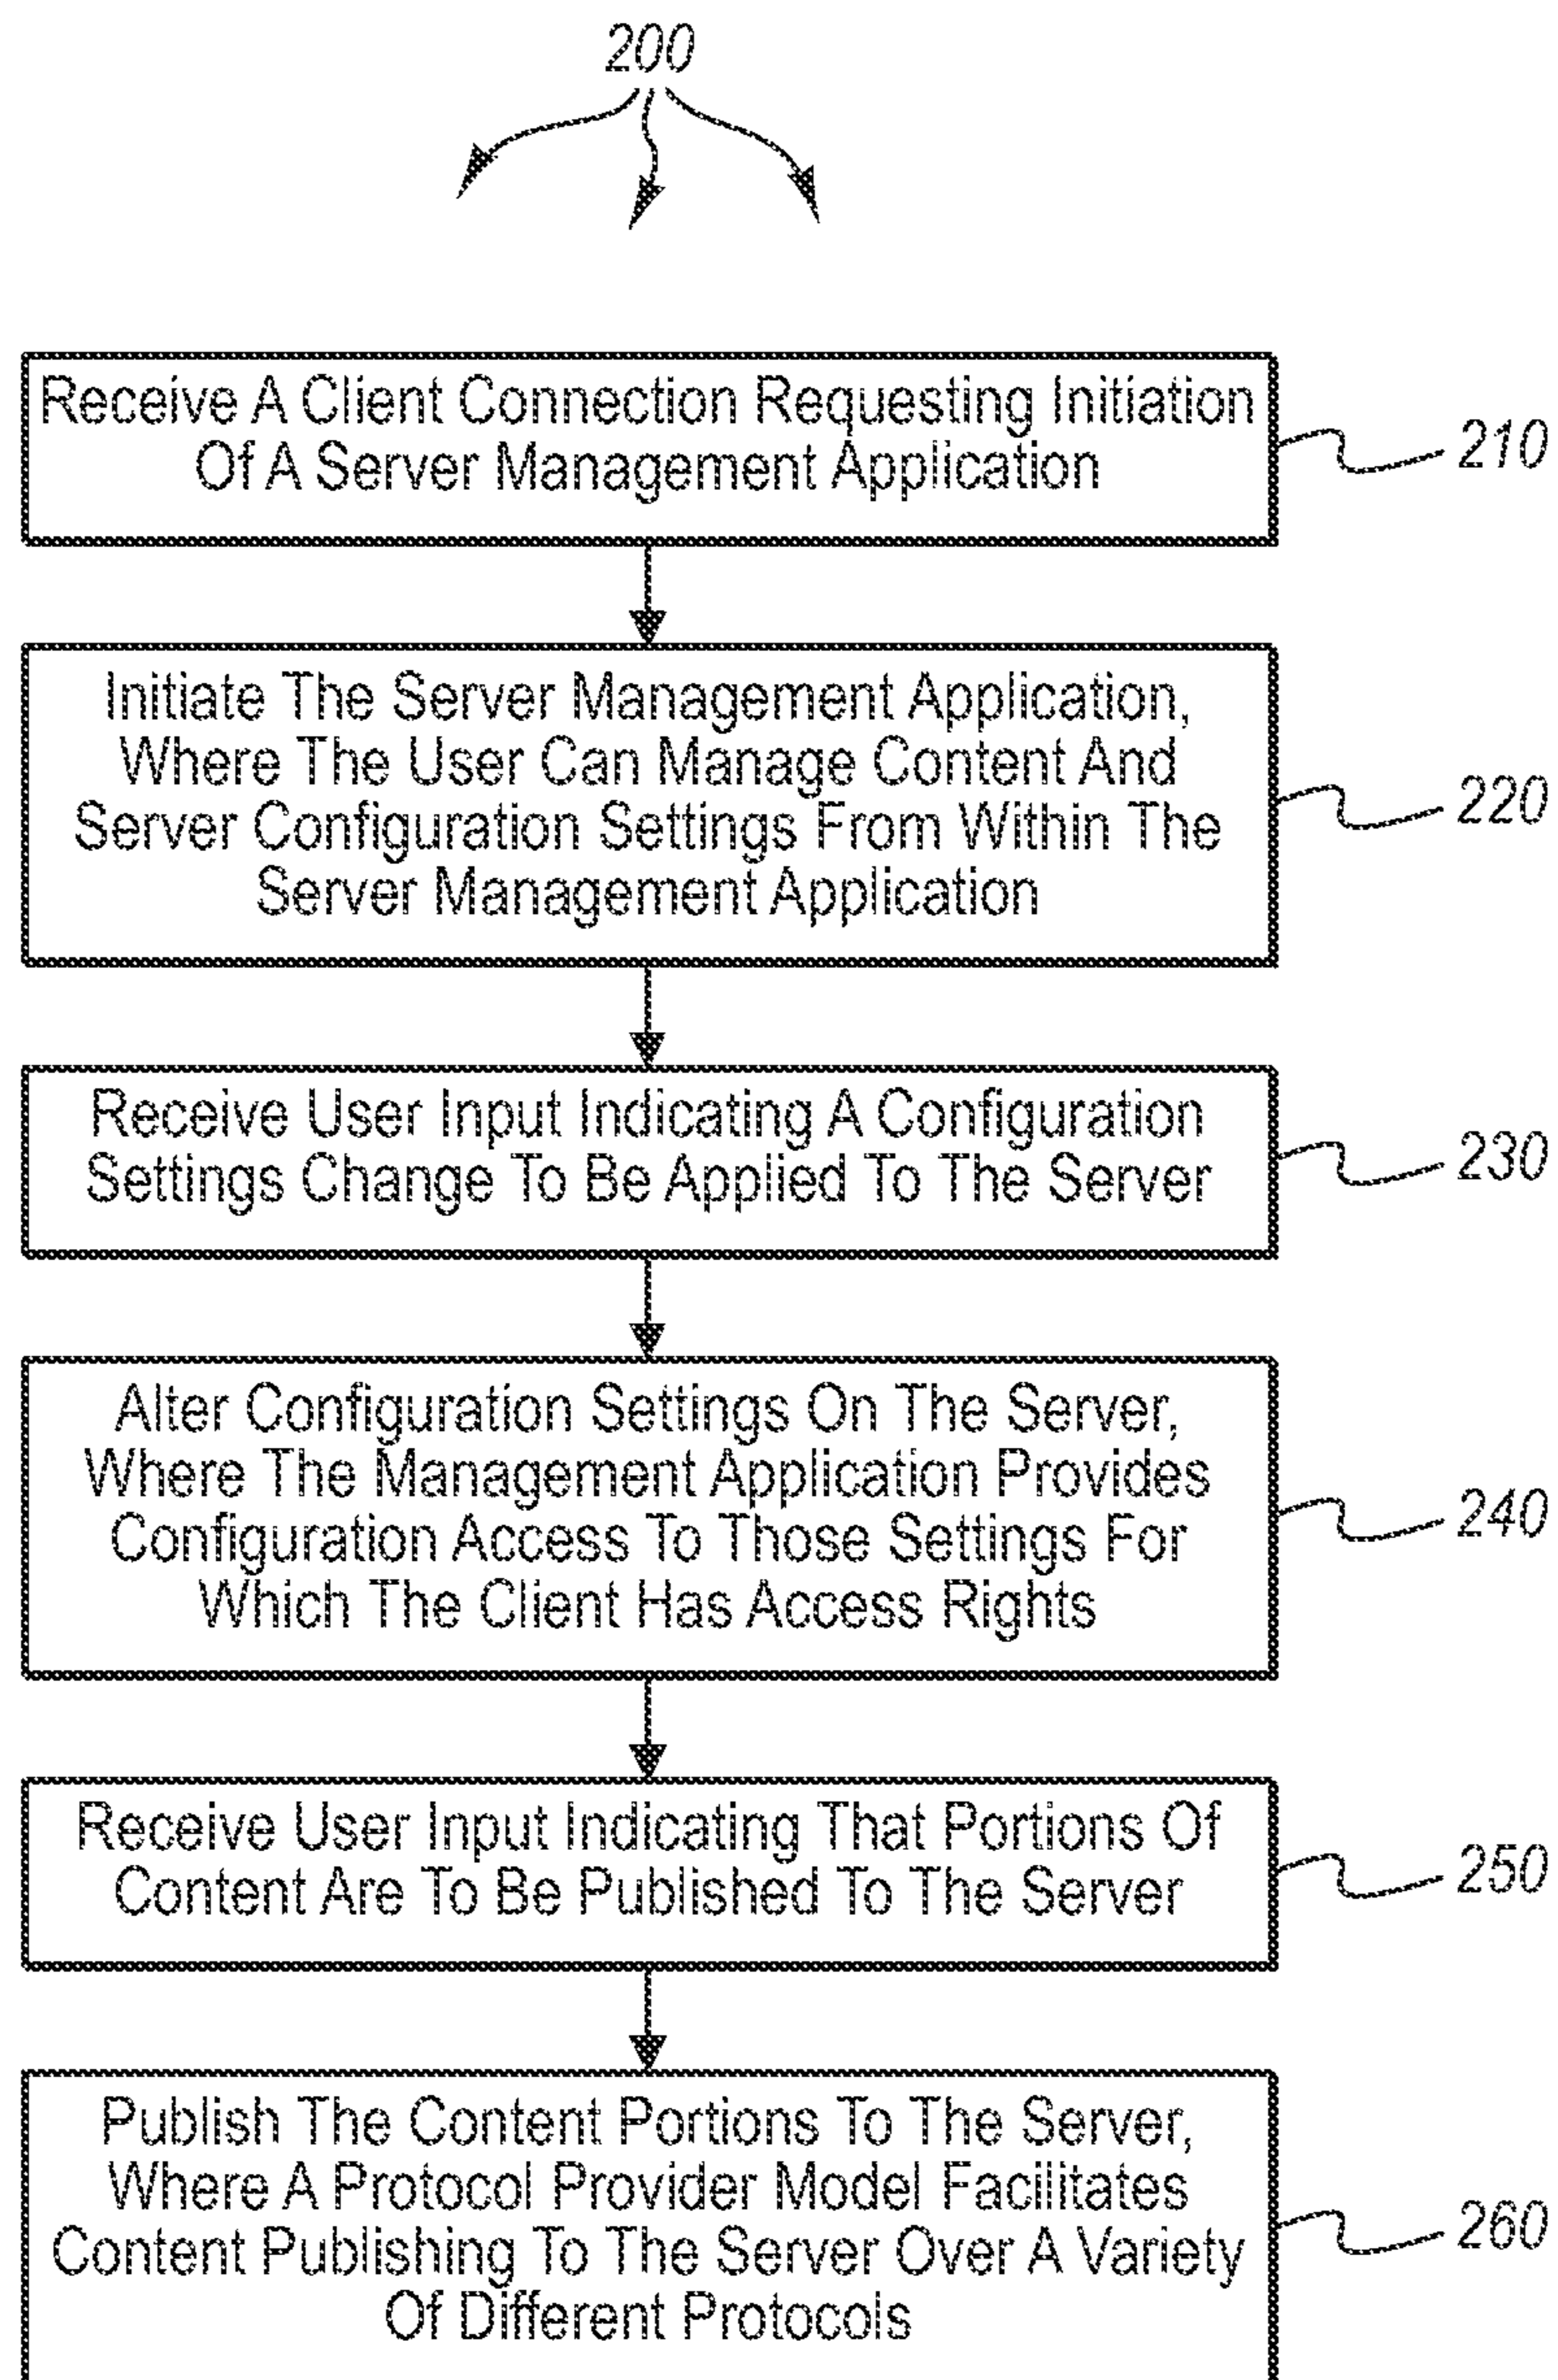 200
Receive A Client Connection Requesting Initiation
Of A Server Management Application
210
Initiate The Server Management Application,
Where The User Can Manage Content And
Server Configuration Settings From Within The
Server Management Application
220
Receive User Input Indicating A Configuration
Settings Change To Be Applied To The Server
230
Alter Configuration Settings On The Server,
Where The Management Application Provides
Configuration Access To Those Settings For
Which The Client Has Access Rights
240
Receive User Input Indicating That Portions Of
Content Are To Be Published To The Server
250
Publish The Content Portions To The Server,
Where A Protocol Provider Model Facilitates
Content Publishing To The Server Over A Variety
Of Different Protocols
260